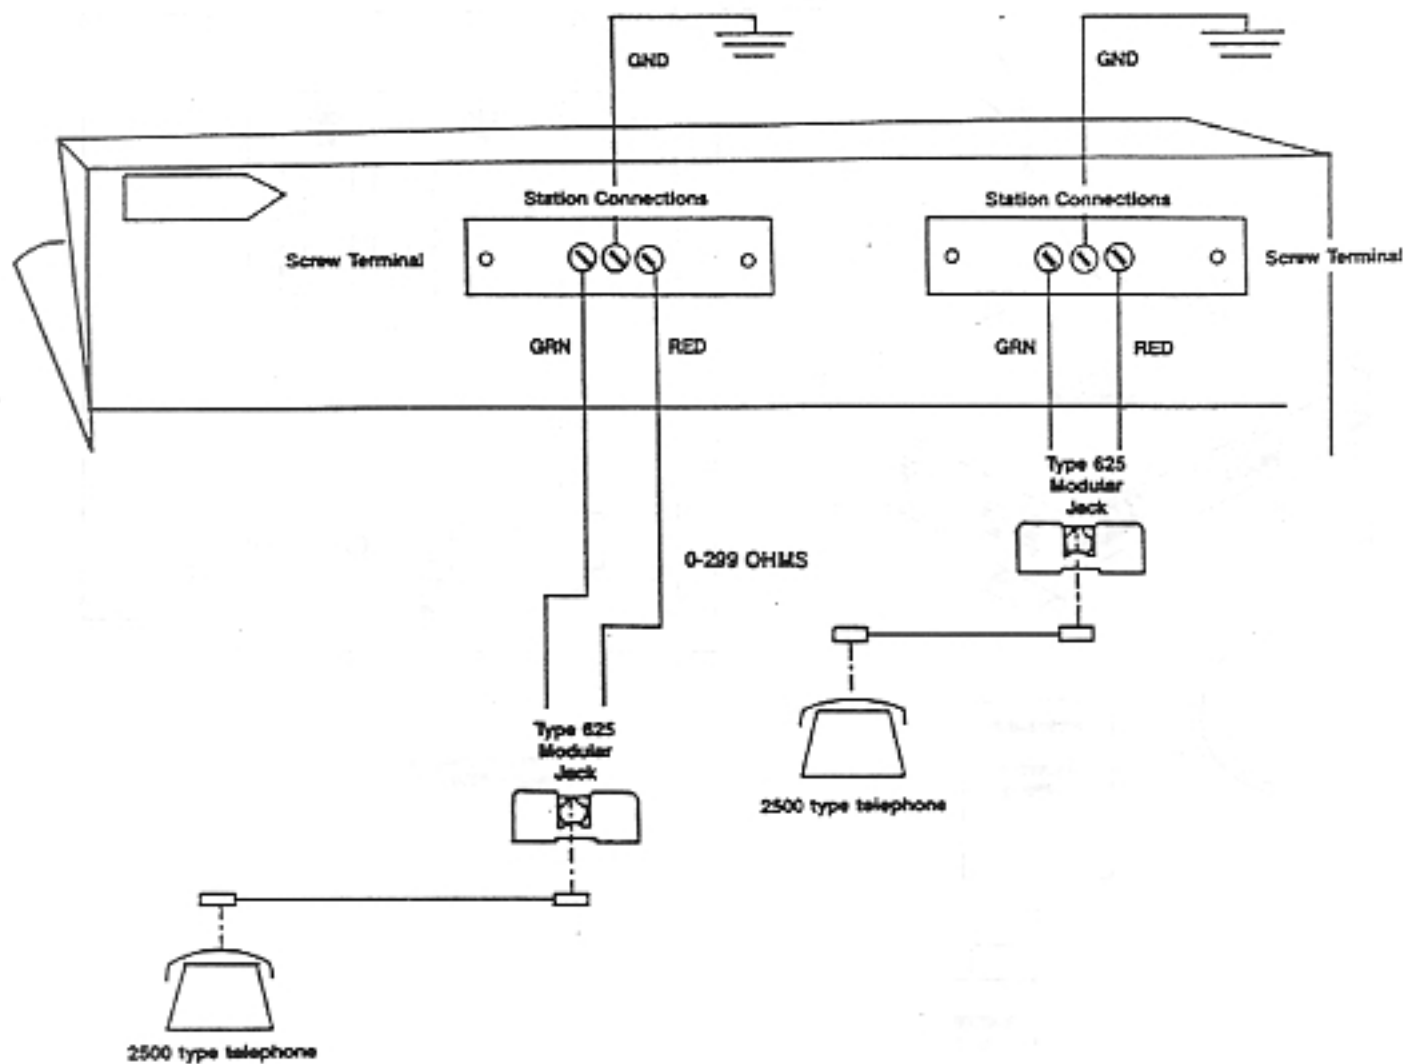 GND
GND
Station Connections
Station Connections
Screw Terminal
Screw Terminal
GRN
RED
GRN
RED
Type 625
Modular
Jack
0-299 OHMS
Type 625
Modular
Jack
2500 type telephone
2500 type telephone